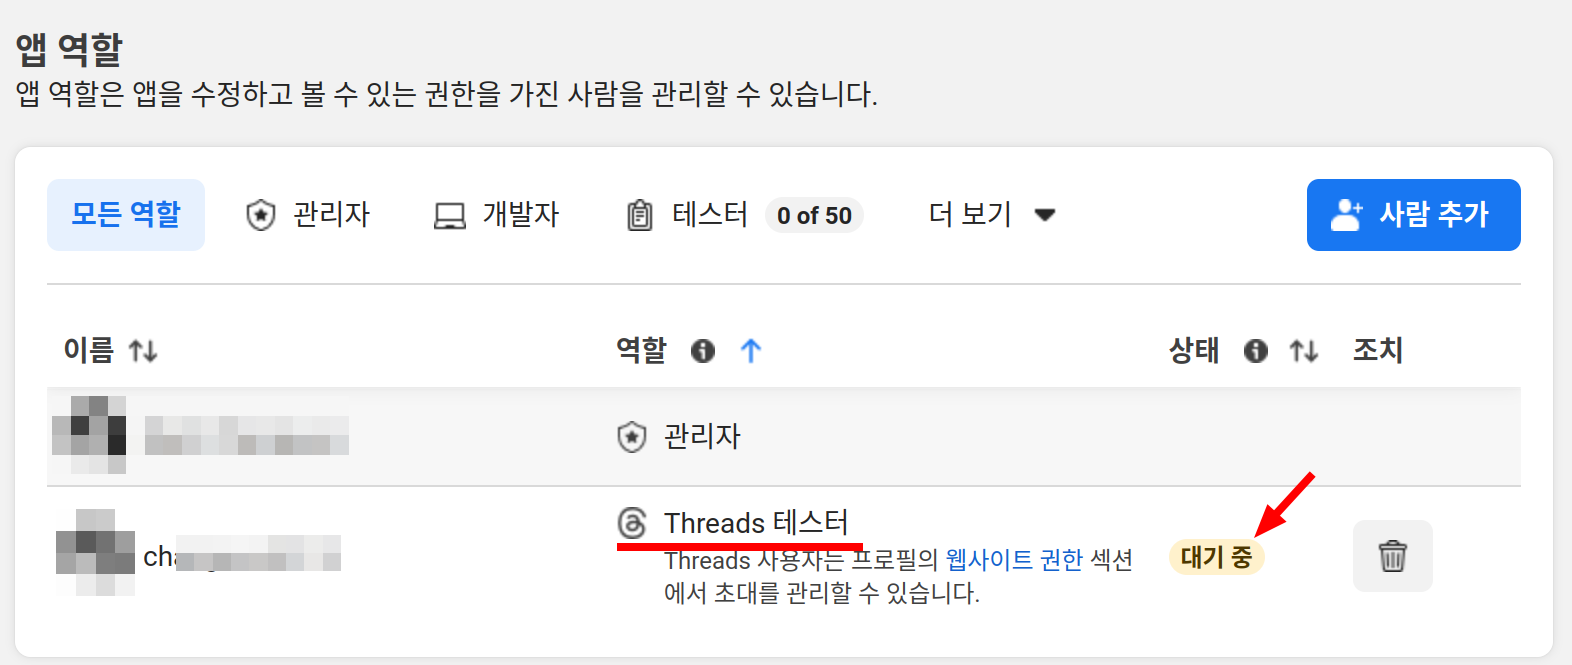 앱 역할
앱 역할은 앱을 수정하고 볼 수 있는 권한을 가진 사람을 관리할 수 있습니다.
모든 역할 관리자 개발자 테스터 0 of 50 더 보기 사람 추가
이름 역할 상태 조치
관리자
Threads 테스터
Threads 사용자는 프로필의 웹사이트 권한 섹션
에서 초대를 관리할 수 있습니다.
대기 중